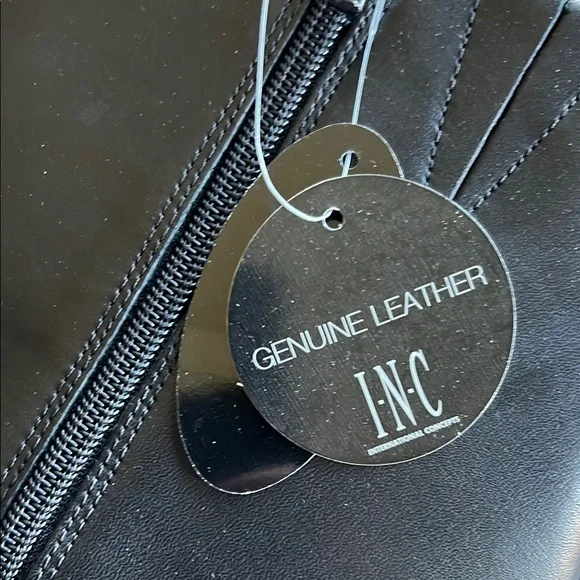 GENUINE LEATHER
I·N·C
INTERNATIONAL CONCEPTS